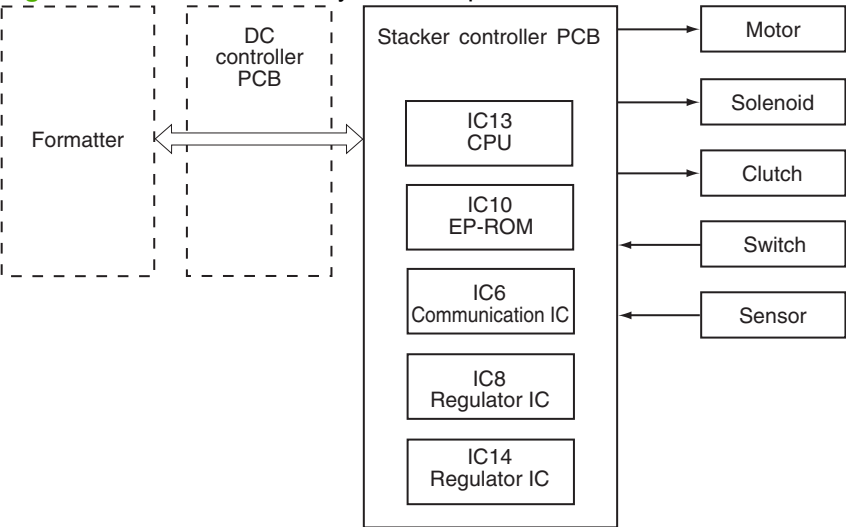 Formatter
DC
controller
PCB
Stacker controller PCB
IC13
CPU
IC10
EP-ROM
IC6
Communication IC
IC8
Regulator IC
IC14
Regulator IC
Motor
Solenoid
Clutch
Switch
Sensor